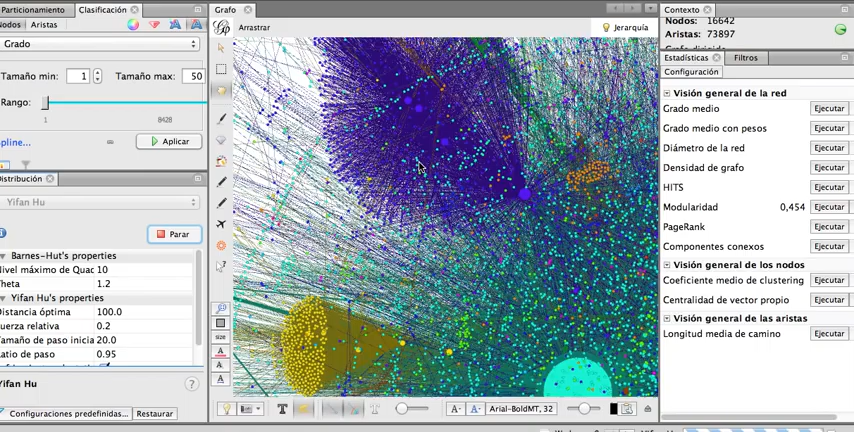 Particionamiento
Clasificación
Nodos
Aristas
Grado
Tamaño min: 1
Tamaño max: 50
Rango:
1
8428
Spline...
=
Aplicar
Distribución
Yifan Hu
Parar
Barnes-Hut's properties
Nivel máximo de Quad 10
Theta 1.2
Yifan Hu's properties
Distancia óptima 100.0
Fuerza relativa 0.2
Tamaño de paso inicia 20.0
Ratio de paso 0.95
Yifan Hu
?
Configuraciones predefinidas...
Restaurar
Grafo
Arrastrar
Jerarquía
SIZE
A
A
A
T
A- A- Arial-BoldMT, 32
Contexto
Nodos: 16642
Aristas: 73897
Grafo dirigido
Estadísticas
Filtros
Configuración
Visión general de la red
Grado medio Ejecutar
Grado medio con pesos Ejecutar
Diámetro de la red Ejecutar
Densidad de grafo Ejecutar
HITS Ejecutar
Modularidad 0,454 Ejecutar
PageRank Ejecutar
Componentes conexos Ejecutar
Visión general de los nodos
Coeficiente medio de clustering Ejecutar
Centralidad de vector propio Ejecutar
Visión general de las aristas
Longitud media de camino Ejecutar